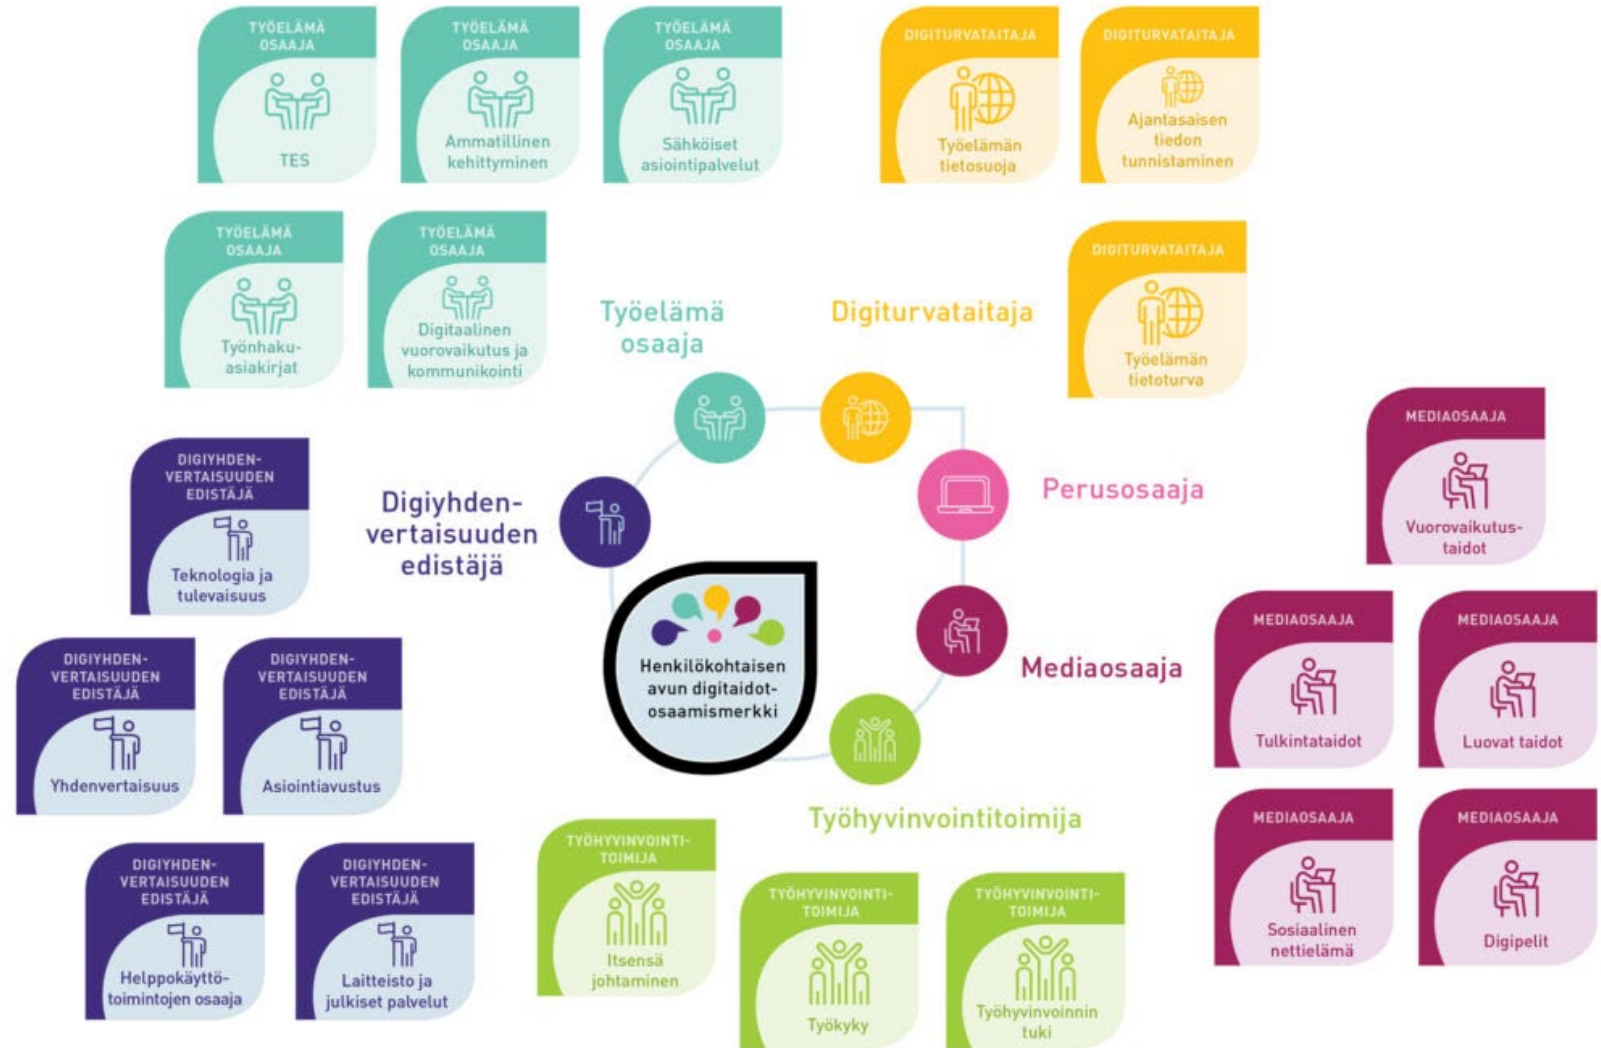 TYÖELÄMÄ
OSAAJA
TES
TYÖELÄMÄ
OSAAJA
Ammatillinen
kehittyminen
TYÖELÄMÄ
OSAAJA
Sähköiset
asiointipalvelut
DIGITURVATAITAJA
Työelämän
tietosuoja
DIGITURVATAITAJA
Ajantasaisen
tiedon
tunnistaminen
TYÖELÄMÄ
OSAAJA
Työnhaku-
asiakirjat
TYÖELÄMÄ
OSAAJA
Digitaalinen
vuorovaikutus ja
kommunikointi
DIGITURVATAITAJA
Työelämän
tietoturva
Työelämä
osaaja
Digiturvataitaja
Perusosaaja
MEDIAOSAAJA
Vuorovaikutus-
taidot
DIGIYHDEN-
VERTAISUUDEN
EDISTÄJÄ
Teknologia ja
tulevaisuus
Digiyhden-
vertaisuuden
edistäjä
Henkilökohtaisen
avun digitaidot-
osaamismerkki
Mediaosaaja
MEDIAOSAAJA
Tulkintataidot
MEDIAOSAAJA
Luovat taidot
DIGIYHDEN-
VERTAISUUDEN
EDISTÄJÄ
Yhdenvertaisuus
DIGIYHDEN-
VERTAISUUDEN
EDISTÄJÄ
Asiointiavustus
Työhyvinvointitoimija
MEDIAOSAAJA
Sosiaalinen
nettielämä
MEDIAOSAAJA
Digipelit
DIGIYHDEN-
VERTAISUUDEN
EDISTÄJÄ
Helppokäyttö-
toimintojen osaaja
DIGIYHDEN-
VERTAISUUDEN
EDISTÄJÄ
Laitteisto ja
julkiset palvelut
TYÖHYVINVOINTI-
TOIMIJA
Itsensä
johtaminen
TYÖHYVINVOINTI-
TOIMIJA
Työkyky
TYÖHYVINVOINTI-
TOIMIJA
Työhyvinvoinnin
tuki